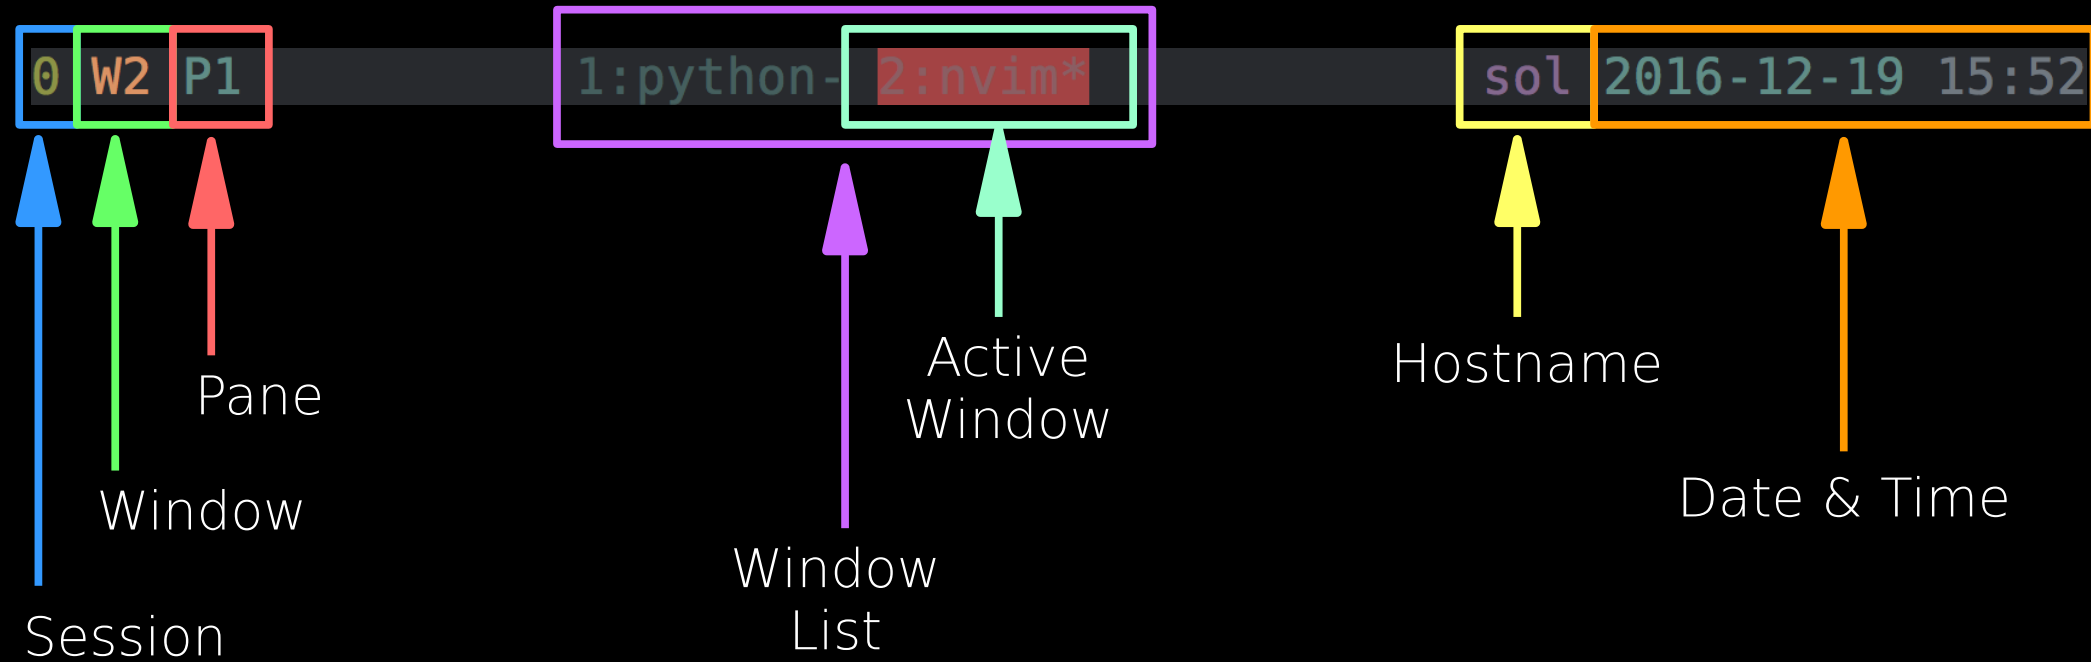 0 W2 P1 1:python- 2:nvim* sol 2016-12-19 15:52
Pane
Active
Window
Hostname
Window
Date & Time
Window
List
Session